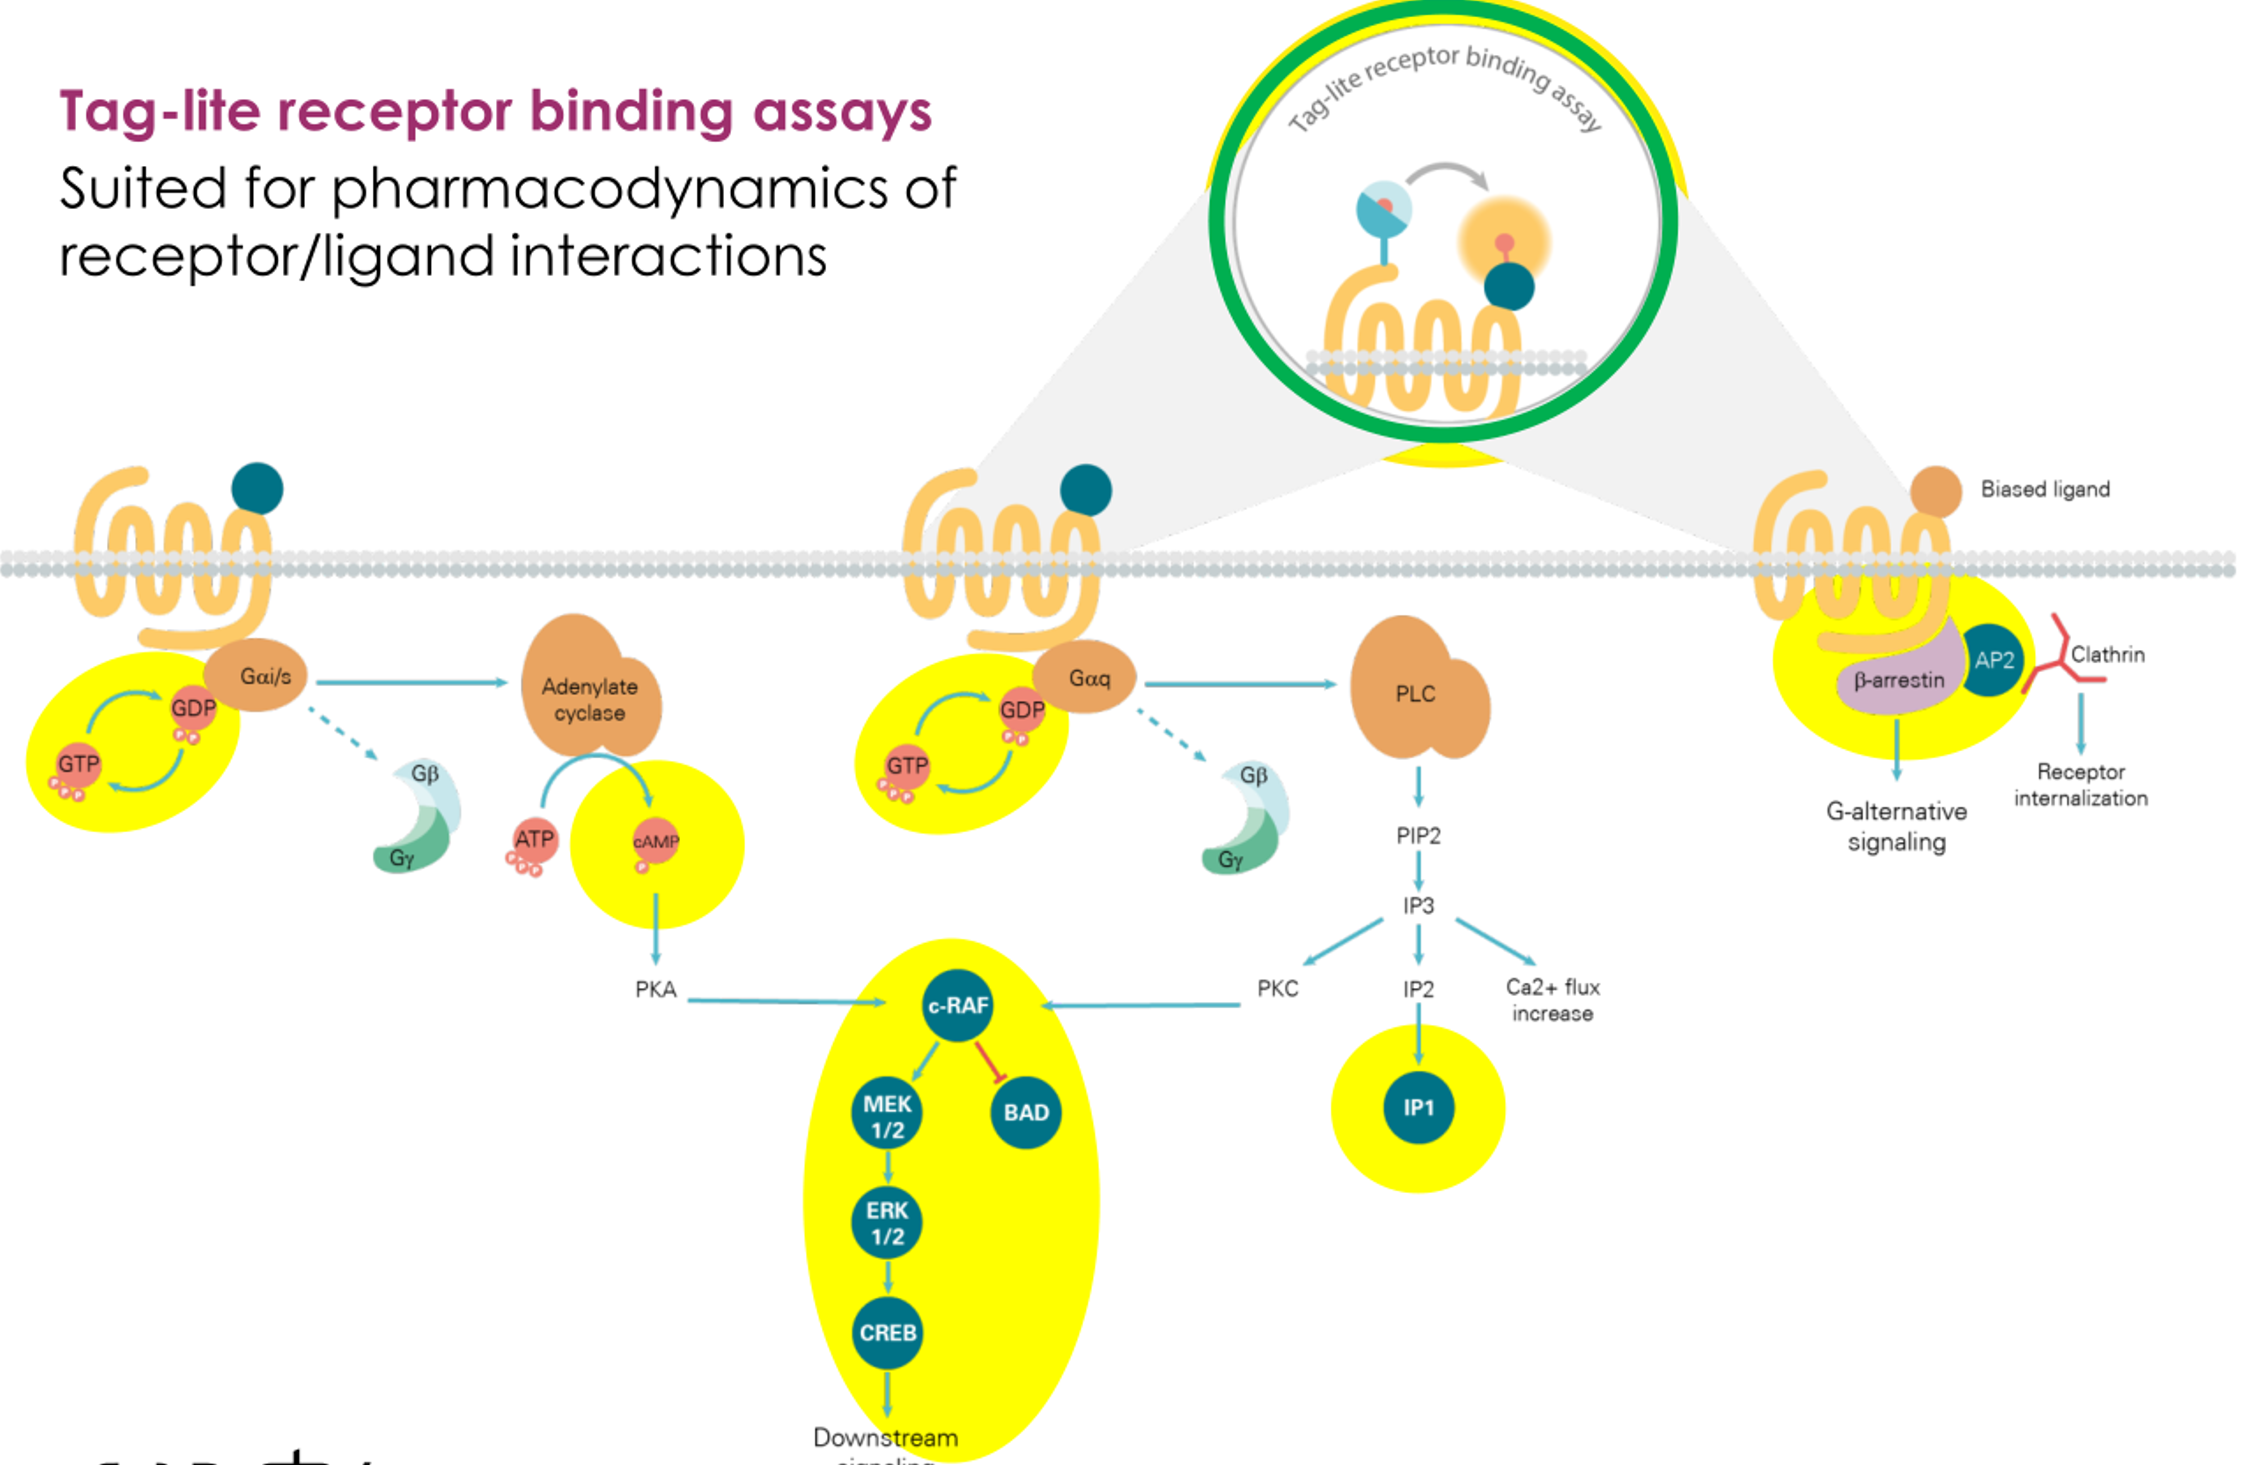 Tag-lite receptor binding assays
Suited for pharmacodynamics of
receptor/ligand interactions
Tag-lite receptor binding assay
Biased ligand
Gαi/s
GDP
P P
GTP
P P P
Adenylate
cyclase
Gβ
Gγ
ATP
P P P
cAMP
P
PKA
Gαq
GDP
P P
GTP
P P P
PLC
Gβ
Gγ
PIP2
IP3
PKC
IP2
Ca2+ flux
increase
IP1
c-RAF
MEK
1/2
BAD
ERK
1/2
CREB
Downstream
signaling
β-arrestin
AP2
Clathrin
G-alternative
signaling
Receptor
internalization